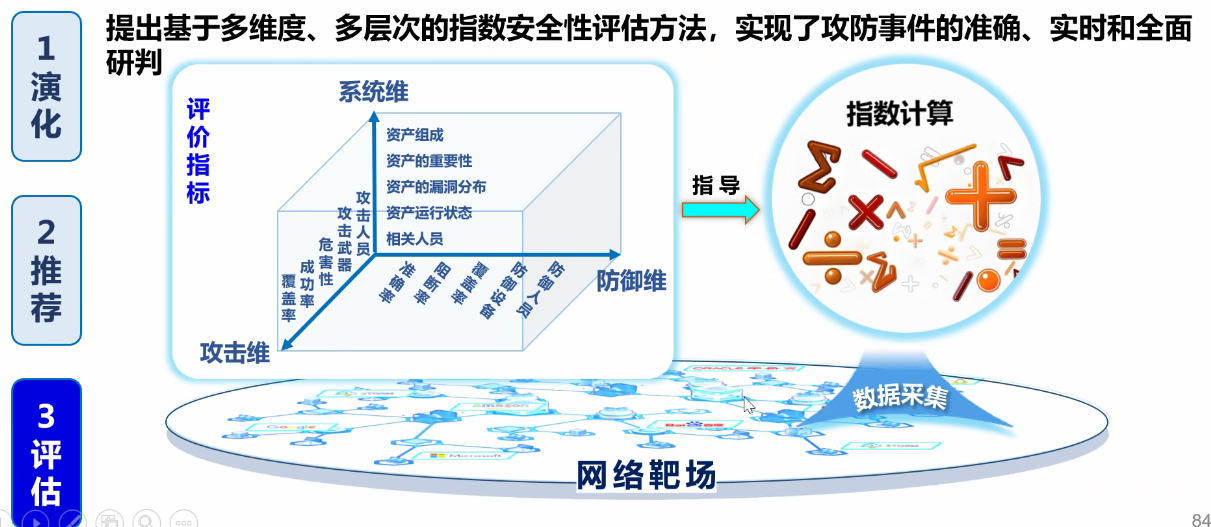 提出基于多维度、多层次的指数安全性评估方法，实现了攻防事件的准确、实时和全面
研判
1
演
化
2
推
荐
3
评
估
评
价
指
标
系统维
资产组成
资产的重要性
资产的漏洞分布
资产运行状态
相关人员
攻击人员
攻击武器
危害性
成功率
覆盖率
攻击维
准确率
阻断率
覆盖率
防御设备
防御人员
防御维
指导
指数计算
数据采集
Google
amazon
Microsoft
Bai百度
ORACLE
网络靶场
84